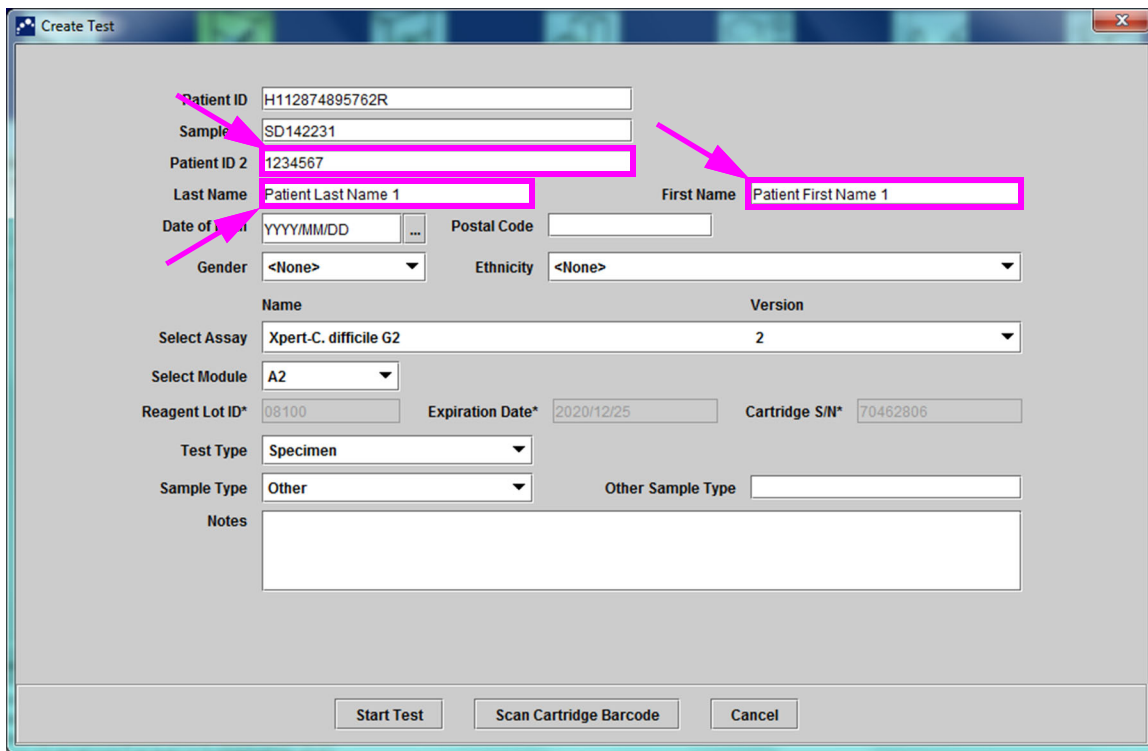 Create Test
Patient ID H112874895762R
Sample SD142231
Patient ID 2 1234567
Last Name Patient Last Name 1 First Name Patient First Name 1
Date of YYYY/MM/DD ... Postal Code
Gender <None> Ethnicity <None>
Name Version
Select Assay Xpert-C. difficile G2 2
Select Module A2
Reagent Lot ID* 08100 Expiration Date* 2020/12/25 Cartridge S/N* 70462806
Test Type Specimen
Sample Type Other Other Sample Type
Notes
Start Test Scan Cartridge Barcode Cancel